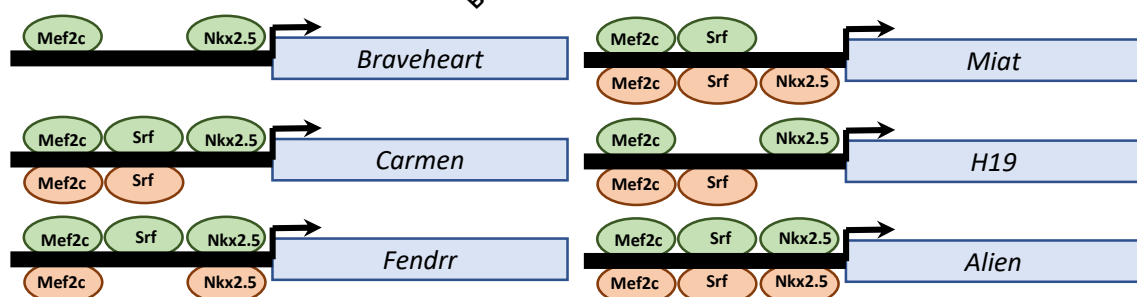 B
Mef2c Nkx2.5
Braveheart
Mef2c Srf
Miat
Mef2c Srf Nkx2.5
Mef2c Srf Nkx2.5
Carmen
Mef2c Srf
Mef2c Nkx2.5
H19
Mef2c Srf
Mef2c Srf Nkx2.5
Fendrr
Mef2c Nkx2.5
Mef2c Srf Nkx2.5
Alien
Mef2c Srf Nkx2.5